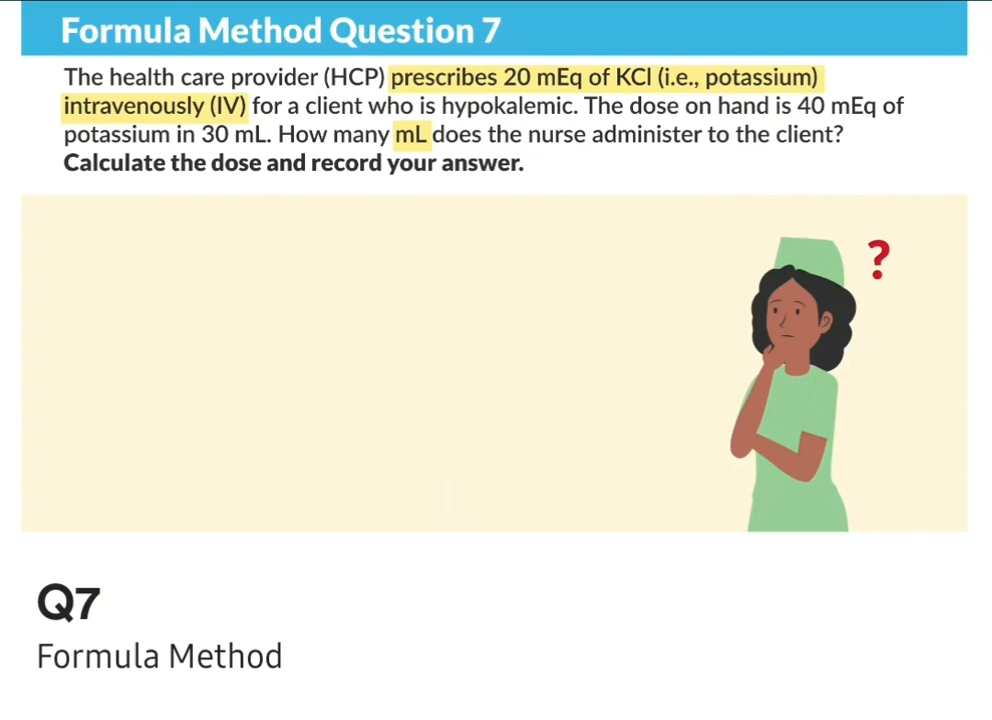 Formula Method Question 7
The health care provider (HCP) prescribes 20 mEq of KCl (i.e., potassium)
intravenously (IV) for a client who is hypokalemic. The dose on hand is 40 mEq of
potassium in 30 mL. How many mL does the nurse administer to the client?
Calculate the dose and record your answer.
?
Q7
Formula Method